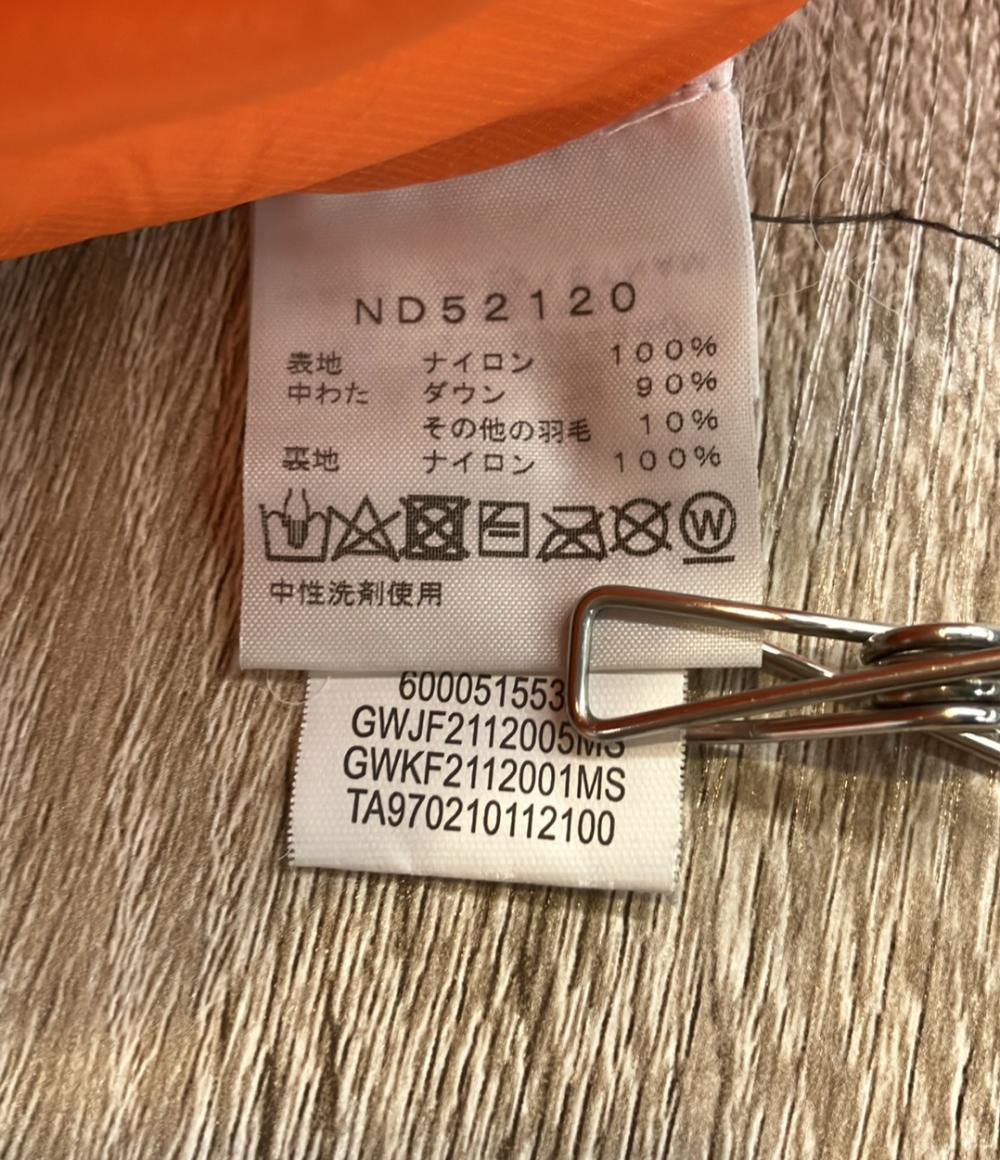 ND52120
表地 ナイロン 100%
中わた ダウン 90%
その他の羽毛 10%
裏地 ナイロン 100%
W
中性洗剤使用
600051553
GWJF2112005MS
GWKF2112001MS
TA970210112100